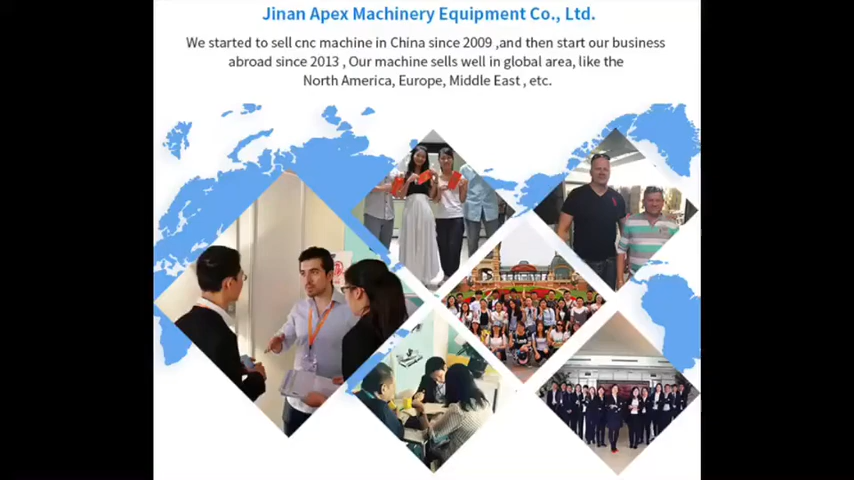 Jinan Apex Machinery Equipment Co., Ltd.
We started to sell cnc machine in China since 2009 ,and then start our business
abroad since 2013 , Our machine sells well in global area, like the
North America, Europe, Middle East , etc.